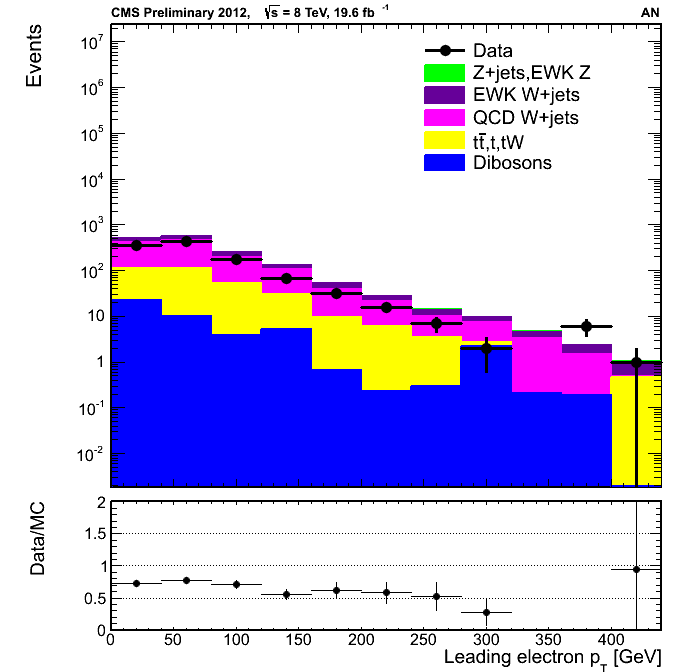 CMS Preliminary 2012, √s = 8 TeV, 19.6 fb⁻¹ AN
Events
10⁷
10⁶
10⁵
10⁴
10³
10²
10
1
10⁻¹
10⁻²
Data
Z+jets,EWK Z
EWK W+jets
QCD W+jets
tt̄,t,tW
Dibosons
Data/MC
2
1.5
1
0.5
0
0 50 100 150 200 250 300 350 400
Leading electron p_T [GeV]